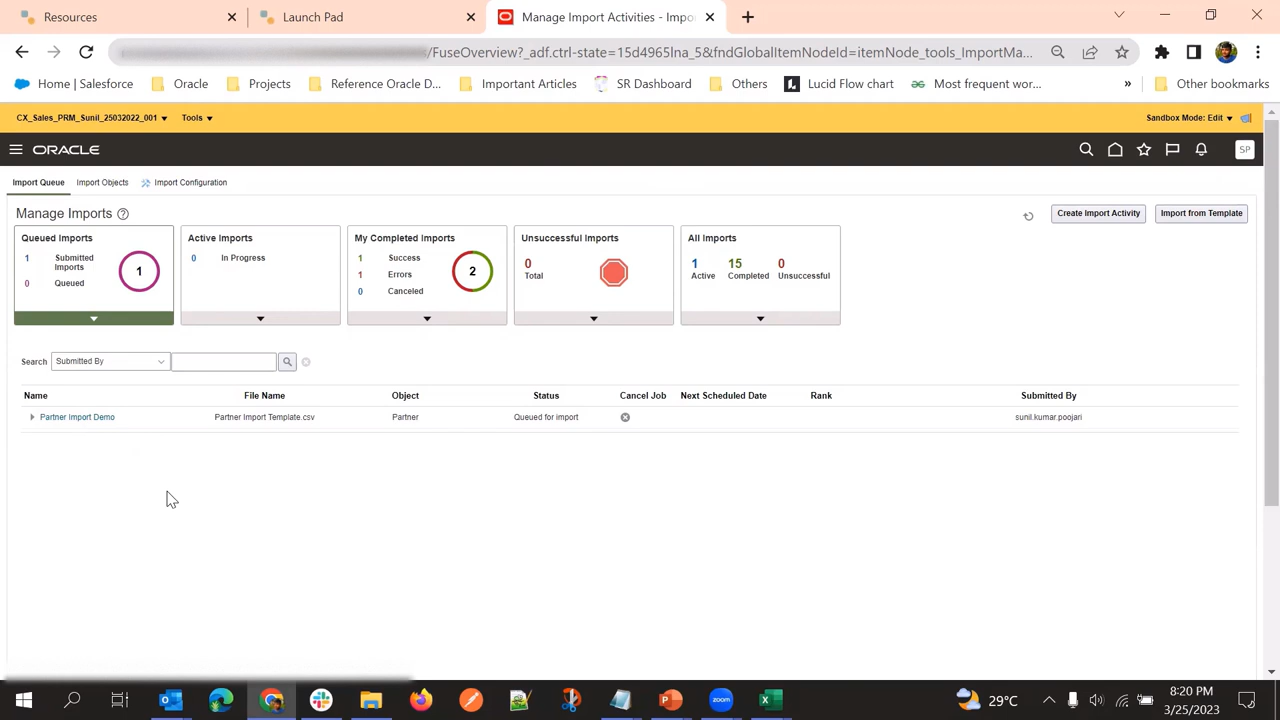 Resources
Launch Pad
Manage Import Activities - Impo
/FuseOverview?_adf.ctrl-state=15d4965lna_5&fndGlobalItemNodeId=itemNode_tools_ImportMa...
Home | Salesforce
Oracle
Projects
Reference Oracle D...
Important Articles
SR Dashboard
Others
Lucid Flow chart
Most frequent wor...
»
Other bookmarks
CX_Sales_PRM_Sunil_25032022_001
Tools
Sandbox Mode: Edit
ORACLE
SP
Import Queue
Import Objects
Import Configuration
Manage Imports
Create Import Activity
Import from Template
Queued Imports
1 Submitted Imports
0 Queued
1
Active Imports
0 In Progress
My Completed Imports
1 Success
1 Errors
0 Canceled
2
Unsuccessful Imports
0
Total
All Imports
1 15 0
Active Completed Unsuccessful
Search Submitted By
Name File Name Object Status Cancel Job Next Scheduled Date Rank Submitted By
Partner Import Demo Partner Import Template.csv Partner Queued for import sunil.kumar.poojari
29°C
8:20 PM
3/25/2023